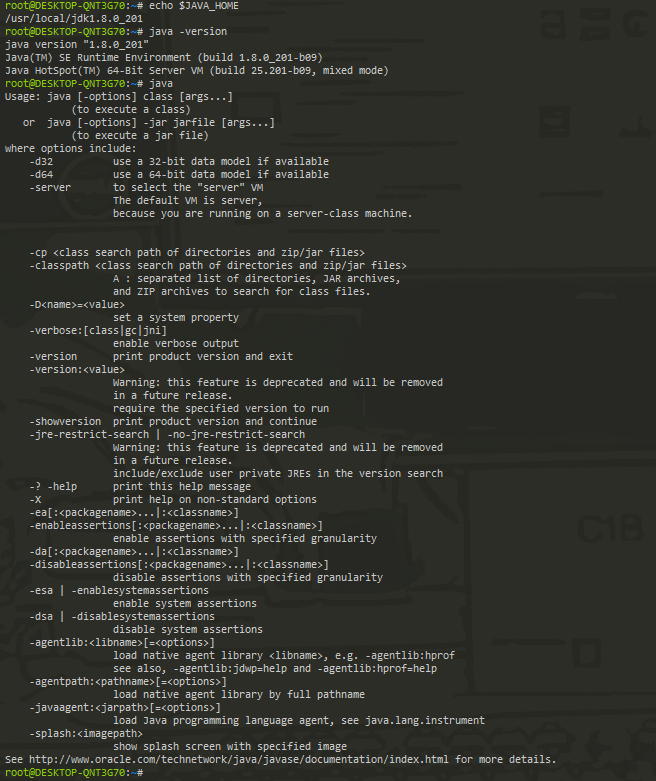 root@DESKTOP-QNT3G70:~# echo $JAVA_HOME
/usr/local/jdk1.8.0_201
root@DESKTOP-QNT3G70:~# java -version
java version "1.8.0_201"
Java(TM) SE Runtime Environment (build 1.8.0_201-b09)
Java HotSpot(TM) 64-Bit Server VM (build 25.201-b09, mixed mode)
root@DESKTOP-QNT3G70:~# java
Usage: java [-options] class [args...]
           (to execute a class)
   or  java [-options] -jar jarfile [args...]
           (to execute a jar file)
where options include:
    -d32          use a 32-bit data model if available
    -d64          use a 64-bit data model if available
    -server       to select the "server" VM
                  The default VM is server,
                  because you are running on a server-class machine.
    -cp <class search path of directories and zip/jar files>
    -classpath <class search path of directories and zip/jar files>
                  A : separated list of directories, JAR archives,
                  and ZIP archives to search for class files.
    -D<name>=<value>
                  set a system property
    -verbose:[class|gc|jni]
                  enable verbose output
    -version      print product version and exit
    -version:<value>
                  Warning: this feature is deprecated and will be removed
                  in a future release.
                  require the specified version to run
    -showversion  print product version and continue
    -jre-restrict-search | -no-jre-restrict-search
                  Warning: this feature is deprecated and will be removed
                  in a future release.
                  include/exclude user private JREs in the version search
    -? -help      print this help message
    -X            print help on non-standard options
    -ea[:<packagename>...|:<classname>]
    -enableassertions[:<packagename>...|:<classname>]
                  enable assertions with specified granularity
    -da[:<packagename>...|:<classname>]
    -disableassertions[:<packagename>...|:<classname>]
                  disable assertions with specified granularity
    -esa | -enablesystemassertions
                  enable system assertions
    -dsa | -disablesystemassertions
                  disable system assertions
    -agentlib:<libname>[=<options>]
                  load native agent library <libname>, e.g. -agentlib:hprof
                  see also, -agentlib:jdwp=help and -agentlib:hprof=help
    -agentpath:<pathname>[=<options>]
                  load native agent library by full pathname
    -javaagent:<jarpath>[=<options>]
                  load Java programming language agent, see java.lang.instrument
    -splash:<imagepath>
                  show splash screen with specified image
See http://www.oracle.com/technetwork/java/javase/documentation/index.html for more details.
root@DESKTOP-QNT3G70:~#
C1B